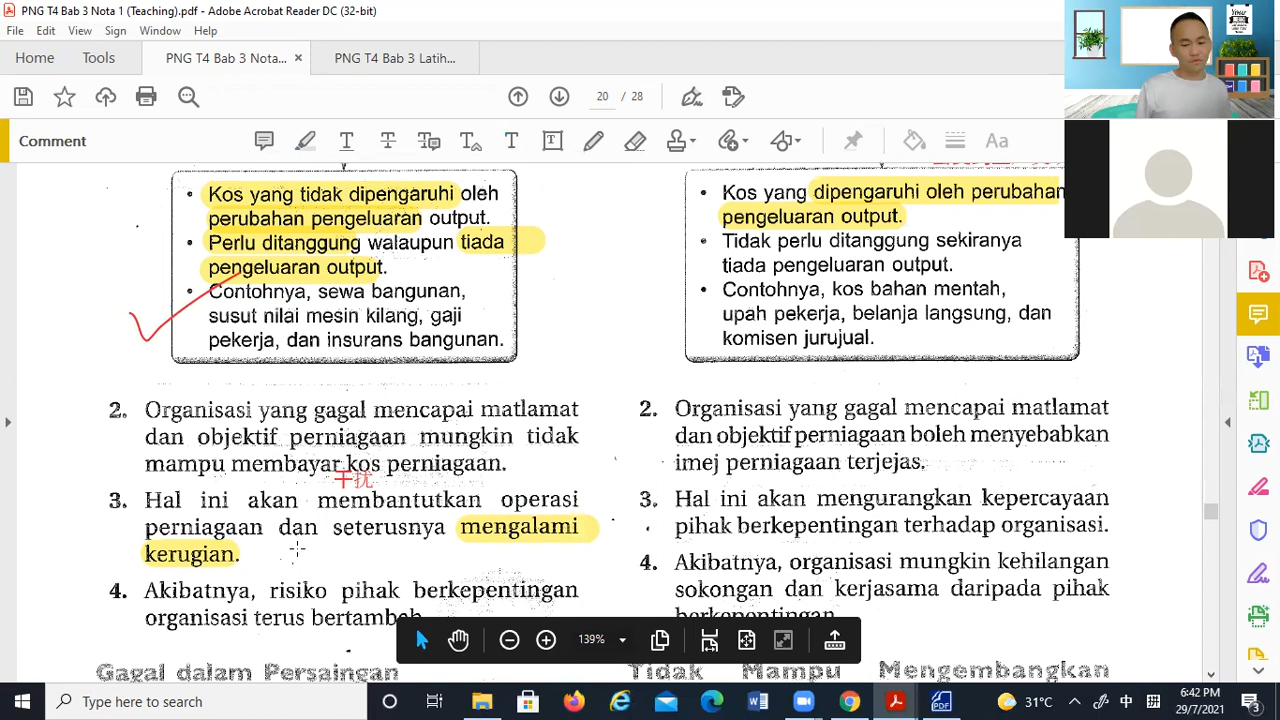 PNG T4 Bab 3 Nota 1 (Teaching).pdf - Adobe Acrobat Reader DC (32-bit)
File Edit View Sign Window Help
Home Tools PNG T4 Bab 3 Nota... × PNG T4 Bab 3 Latih...
20 / 28
Comment
Kos yang tidak dipengaruhi oleh
perubahan pengeluaran output.
Perlu ditanggung walaupun tiada
pengeluaran output.
Contohnya, sewa bangunan,
susut nilai mesin kilang, gaji
pekerja, dan insurans bangunan.
Kos yang dipengaruhi oleh perubahan
pengeluaran output.
Tidak perlu ditanggung sekiranya
tiada pengeluaran output.
Contohnya, kos bahan mentah,
upah pekerja, belanja langsung, dan
komisen jurujual.
2. Organisasi yang gagal mencapai matlamat
dan objektif perniagaan mungkin tidak
mampu membayar kos perniagaan.
干扰
3. Hal ini akan membantutkan operasi
perniagaan dan seterusnya mengalami
kerugian.
4. Akibatnya, risiko pihak berkepentingan
organisasi terus bertambah
Gagal dalam Persaingan
2. Organisasi yang gagal mencapai matlamat
dan objektif perniagaan boleh menyebabkan
imej perniagaan terjejas.
3. Hal ini akan mengurangkan kepercayaan
pihak berkepentingan terhadap organisasi.
4. Akibatnya, organisasi mungkin kehilangan
sokongan dan kerjasama daripada pihak
berkepentingan
Tidak Mampu Mengembangkan
139%
Type here to search
31°C 中 拼 6:42 PM
29/7/2021 3